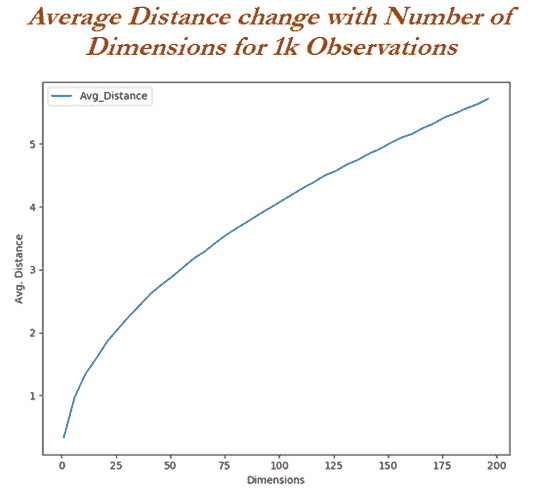 Average Distance change with Number of
Dimensions for 1k Observations
Avg_Distance
Avg. Distance
5
4
3
2
1
0 25 50 75 100 125 150 175 200
Dimensions